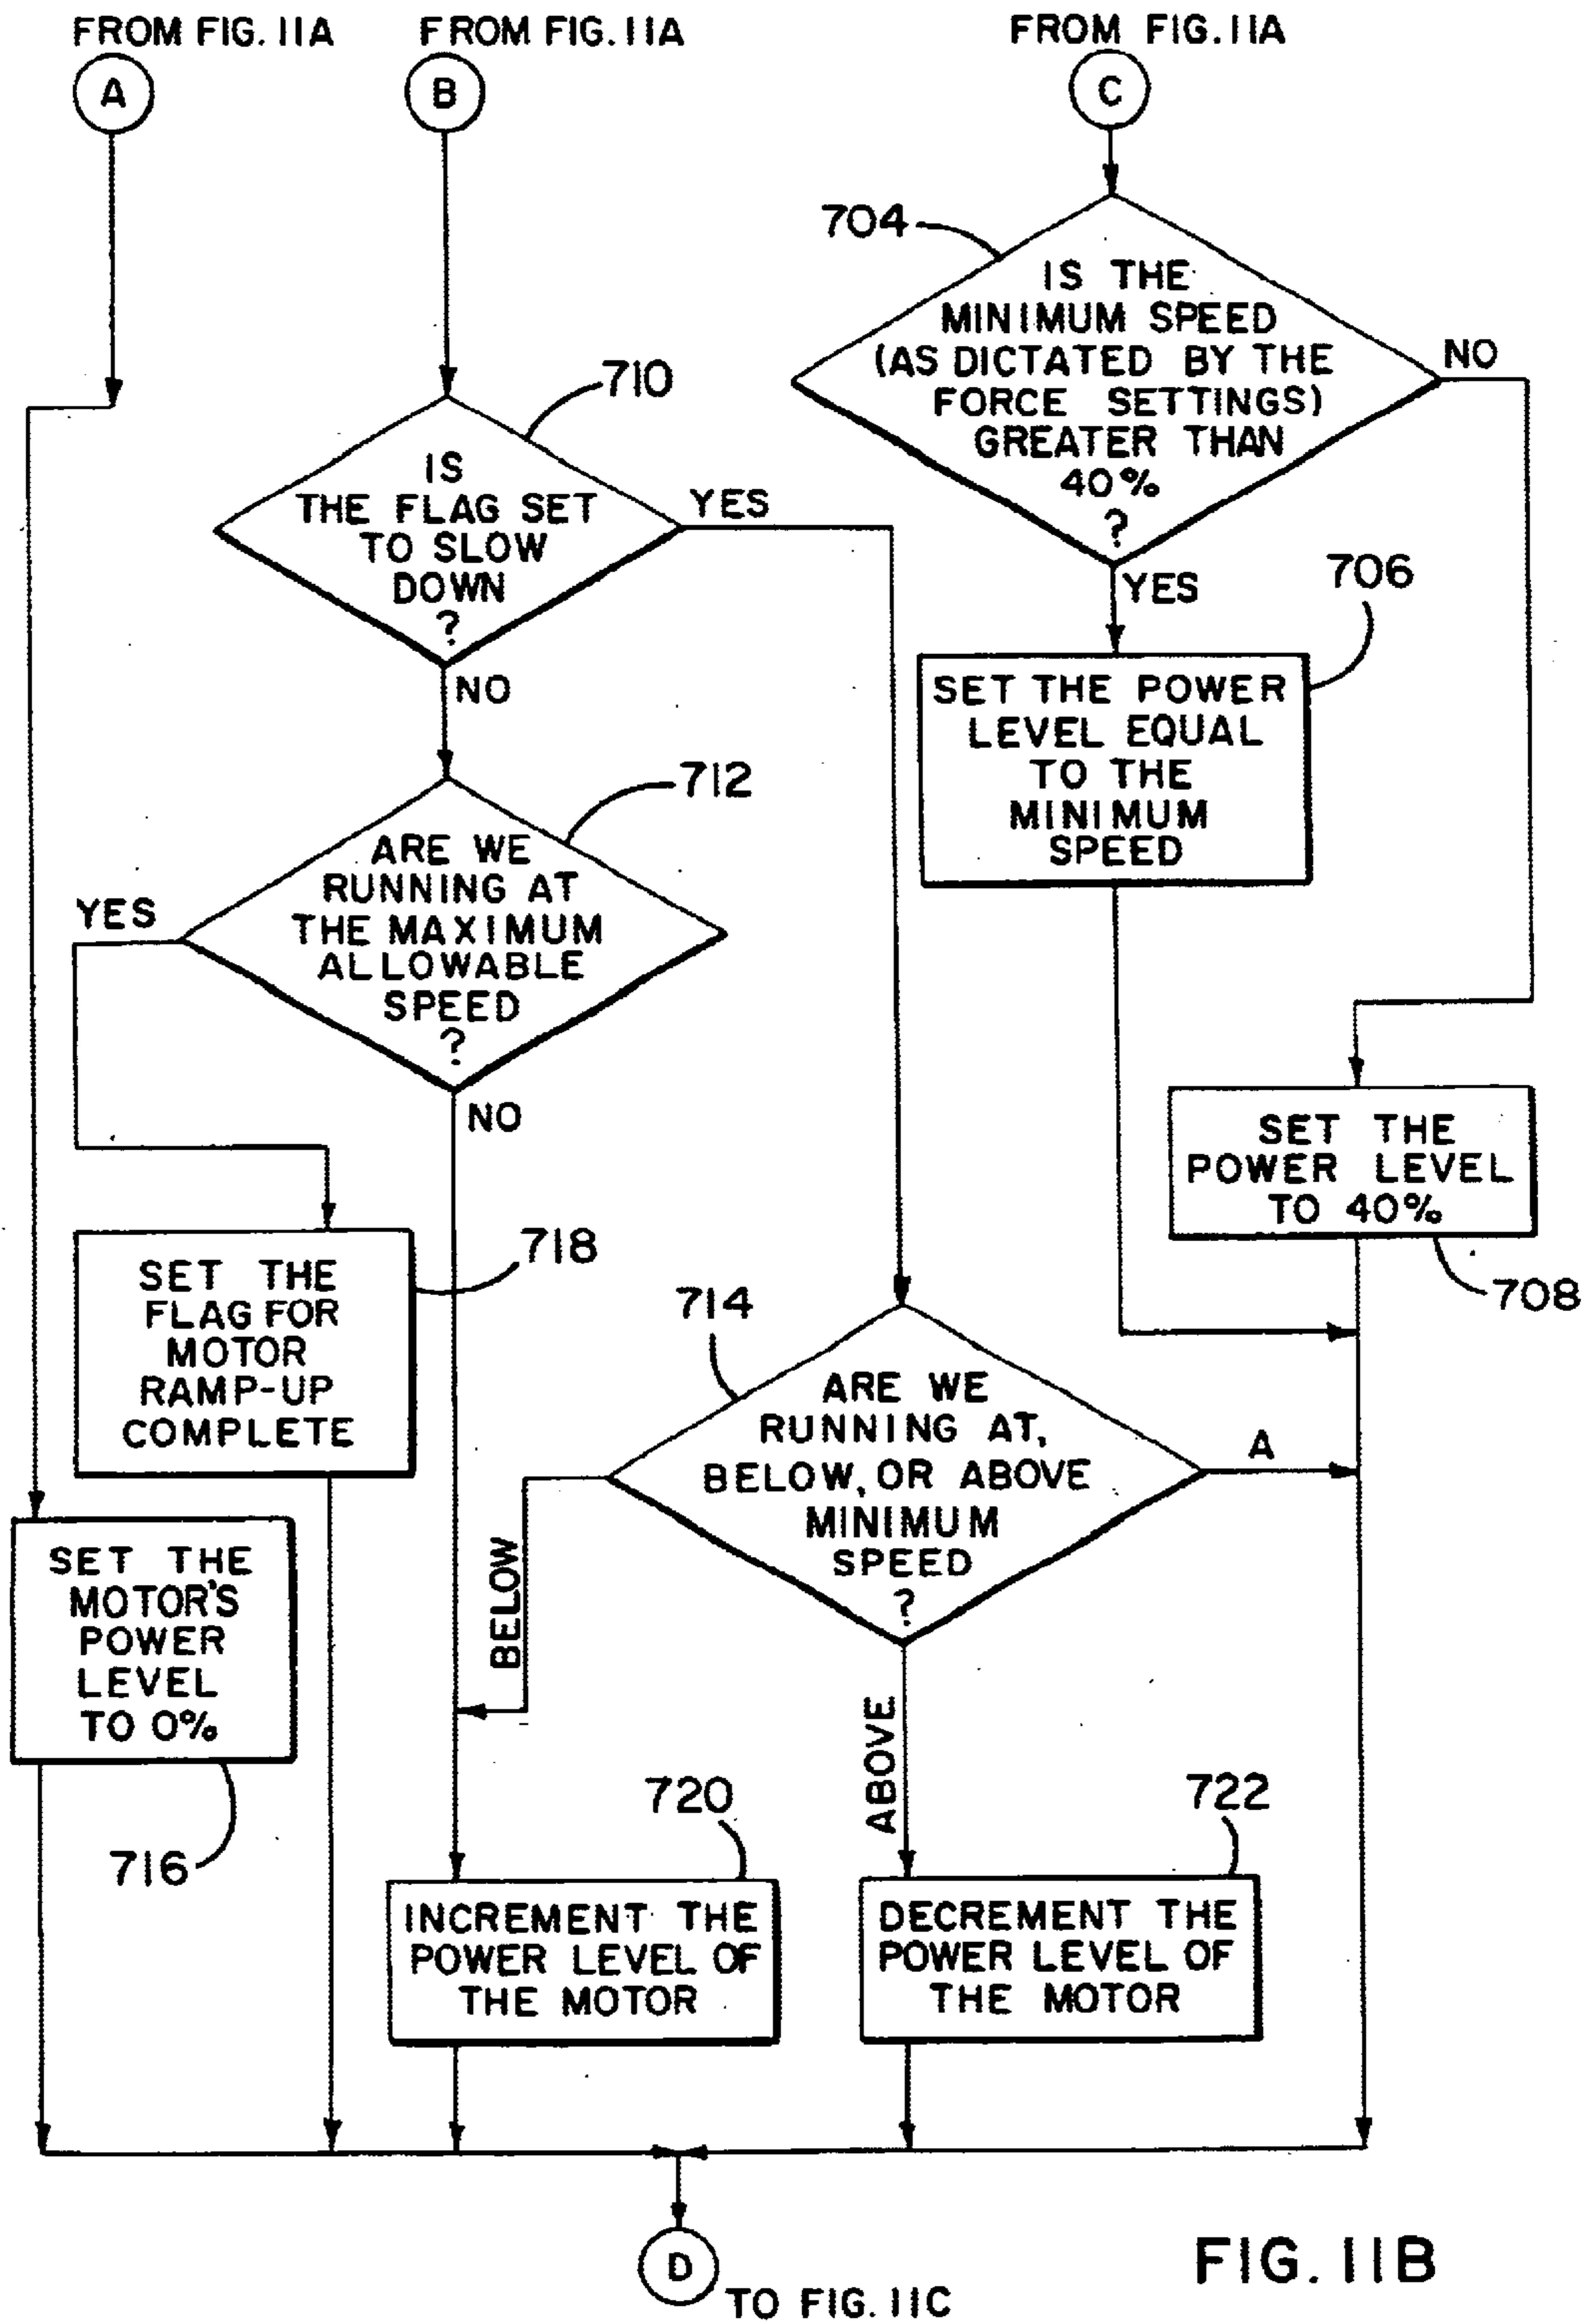 FROM FIG. 11A
FROM FIG. 11A
FROM FIG. 11A
A
B
C
704
IS THE
MINIMUM SPEED
(AS DICTATED BY THE
FORCE SETTINGS)
GREATER THAN
40%
?
NO
YES
710
IS
THE FLAG SET
TO SLOW
DOWN
?
YES
NO
706
SET THE POWER
LEVEL EQUAL
TO THE
MINIMUM
SPEED
712
ARE WE
RUNNING AT
THE MAXIMUM
ALLOWABLE
SPEED
?
YES
NO
SET THE
POWER LEVEL
TO 40%
708
718
SET THE
FLAG FOR
MOTOR
RAMP-UP
COMPLETE
714
ARE WE
RUNNING AT,
BELOW, OR ABOVE
MINIMUM
SPEED
?
A
BELOW
ABOVE
SET THE
MOTOR'S
POWER
LEVEL
TO 0%
716
720
INCREMENT THE
POWER LEVEL OF
THE MOTOR
722
DECREMENT THE
POWER LEVEL OF
THE MOTOR
D
TO FIG. 11C
FIG. 11B